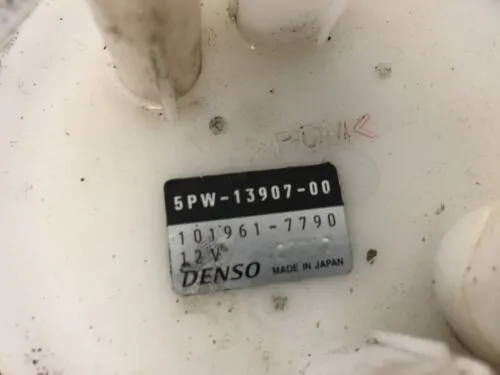 5PW-13907-00
101961-7790
12V
DENSO MADE IN JAPAN